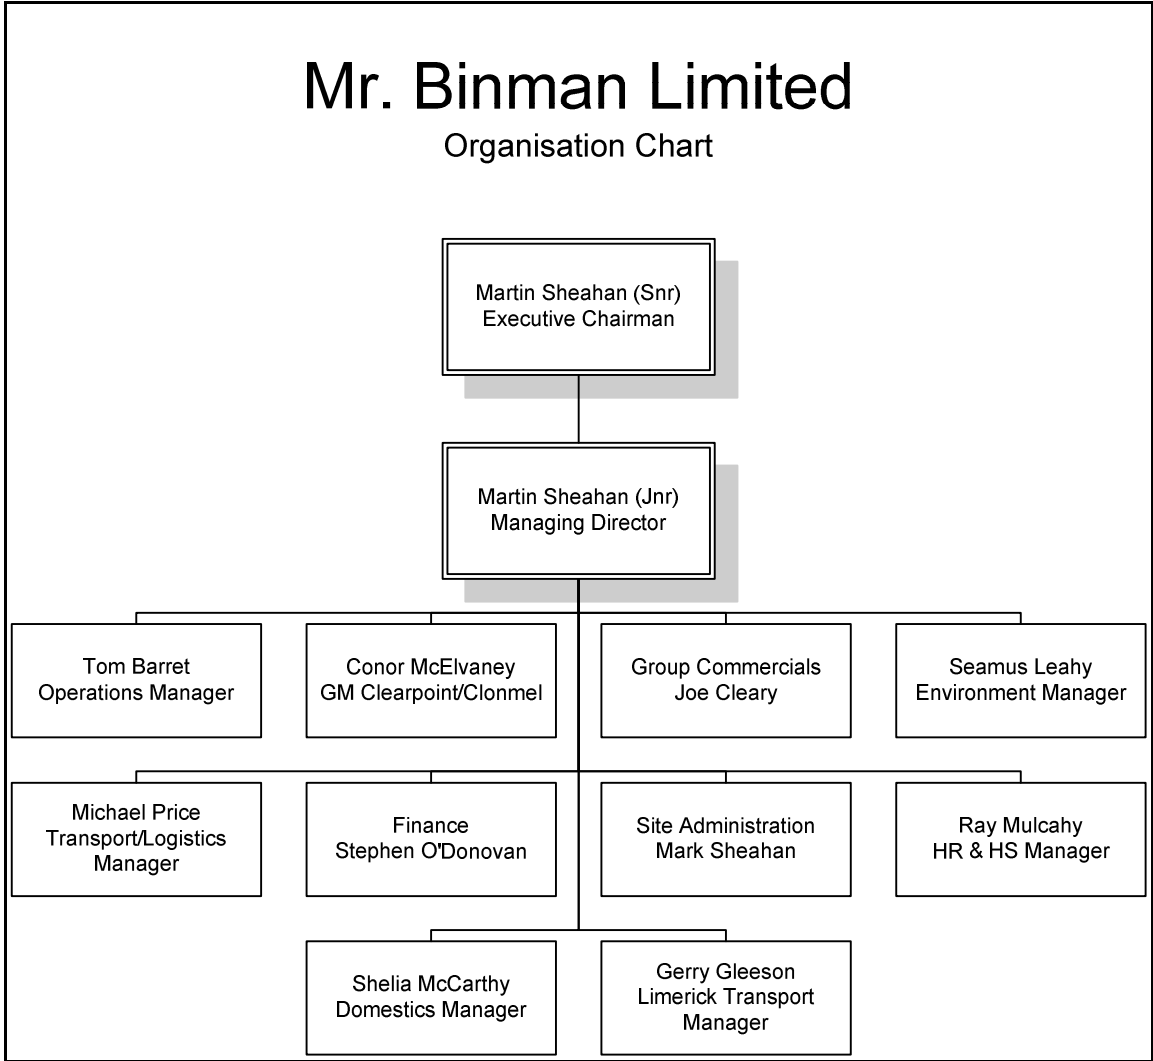 Mr. Binman Limited
Organisation Chart
Martin Sheahan (Snr)
Executive Chairman
Martin Sheahan (Jnr)
Managing Director
Tom Barret
Operations Manager
Conor McElvaney
GM Clearpoint/Clonmel
Group Commercials
Joe Cleary
Seamus Leahy
Environment Manager
Michael Price
Transport/Logistics
Manager
Finance
Stephen O'Donovan
Site Administration
Mark Sheahan
Ray Mulcahy
HR & HS Manager
Shelia McCarthy
Domestics Manager
Gerry Gleeson
Limerick Transport
Manager